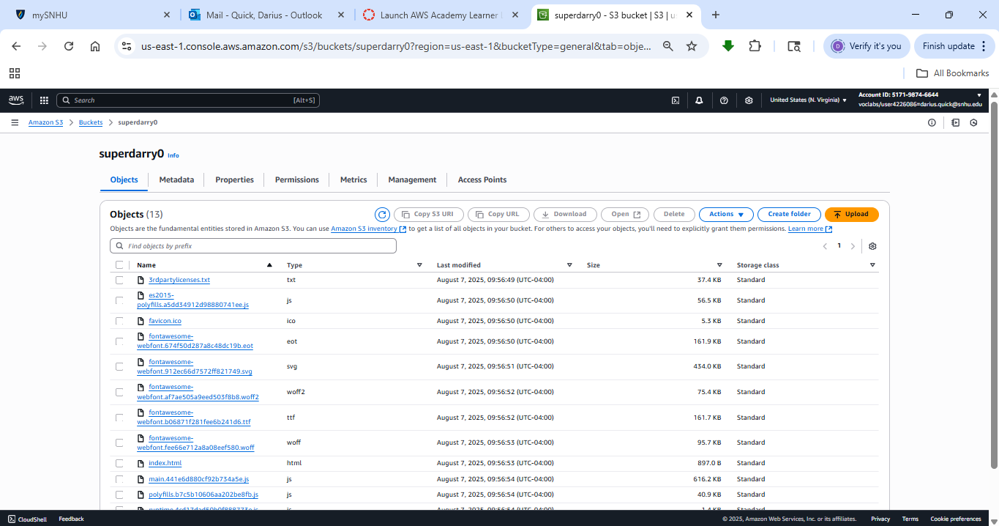 mySNHU
Mail - Quick, Darius - Outlook
Launch AWS Academy Learner
superdarry0 - S3 bucket | S3 | u
us-east-1.console.aws.amazon.com/s3/buckets/superdarry0?region=us-east-1&bucketType=general&tab=obje...
D Verify it's you
Finish update
All Bookmarks
aws
Search [Alt+S]
United States (N. Virginia)
Account ID: 5171-9874-6644
voclabs/user4226086=darius.quick@snhu.edu
Amazon S3 > Buckets > superdarry0
superdarry0 Info
Objects Metadata Properties Permissions Metrics Management Access Points
Objects (13)
Copy S3 URI Copy URL Download Open Delete Actions Create folder Upload
Objects are the fundamental entities stored in Amazon S3. You can use Amazon S3 inventory to get a list of all objects in your bucket. For others to access your objects, you'll need to explicitly grant them permissions. Learn more
Find objects by prefix
1
Name Type Last modified Size Storage class
3rdpartylicenses.txt txt August 7, 2025, 09:56:49 (UTC-04:00) 37.4 KB Standard
es2015-
polyfills.a5dd34912d98880741ee.js js August 7, 2025, 09:56:50 (UTC-04:00) 56.5 KB Standard
favicon.ico ico August 7, 2025, 09:56:50 (UTC-04:00) 5.3 KB Standard
fontawesome-
webfont.674f50d287a8c48dc19b.eot eot August 7, 2025, 09:56:50 (UTC-04:00) 161.9 KB Standard
fontawesome-
webfont.912ec66d7572ff821749.svg svg August 7, 2025, 09:56:51 (UTC-04:00) 434.0 KB Standard
fontawesome-
webfont.af7ae505a9eed503f8b8.woff2 woff2 August 7, 2025, 09:56:52 (UTC-04:00) 75.4 KB Standard
fontawesome-
webfont.b06871f281fee6b241d6.ttf ttf August 7, 2025, 09:56:52 (UTC-04:00) 161.7 KB Standard
fontawesome-
webfont.fee66e712a8a08eef580.woff woff August 7, 2025, 09:56:53 (UTC-04:00) 95.7 KB Standard
index.html html August 7, 2025, 09:56:53 (UTC-04:00) 897.0 B Standard
main.441e6d880cf92b734a5e.js js August 7, 2025, 09:56:54 (UTC-04:00) 616.2 KB Standard
polyfills.b7c5b10606aa202be8fb.js js August 7, 2025, 09:56:54 (UTC-04:00) 40.9 KB Standard
js August 7, 2025, 09:56:54 (UTC-04:00) 1.4 KB Standard
CloudShell Feedback
© 2025, Amazon Web Services, Inc. or its affiliates. Privacy Terms Cookie preferences